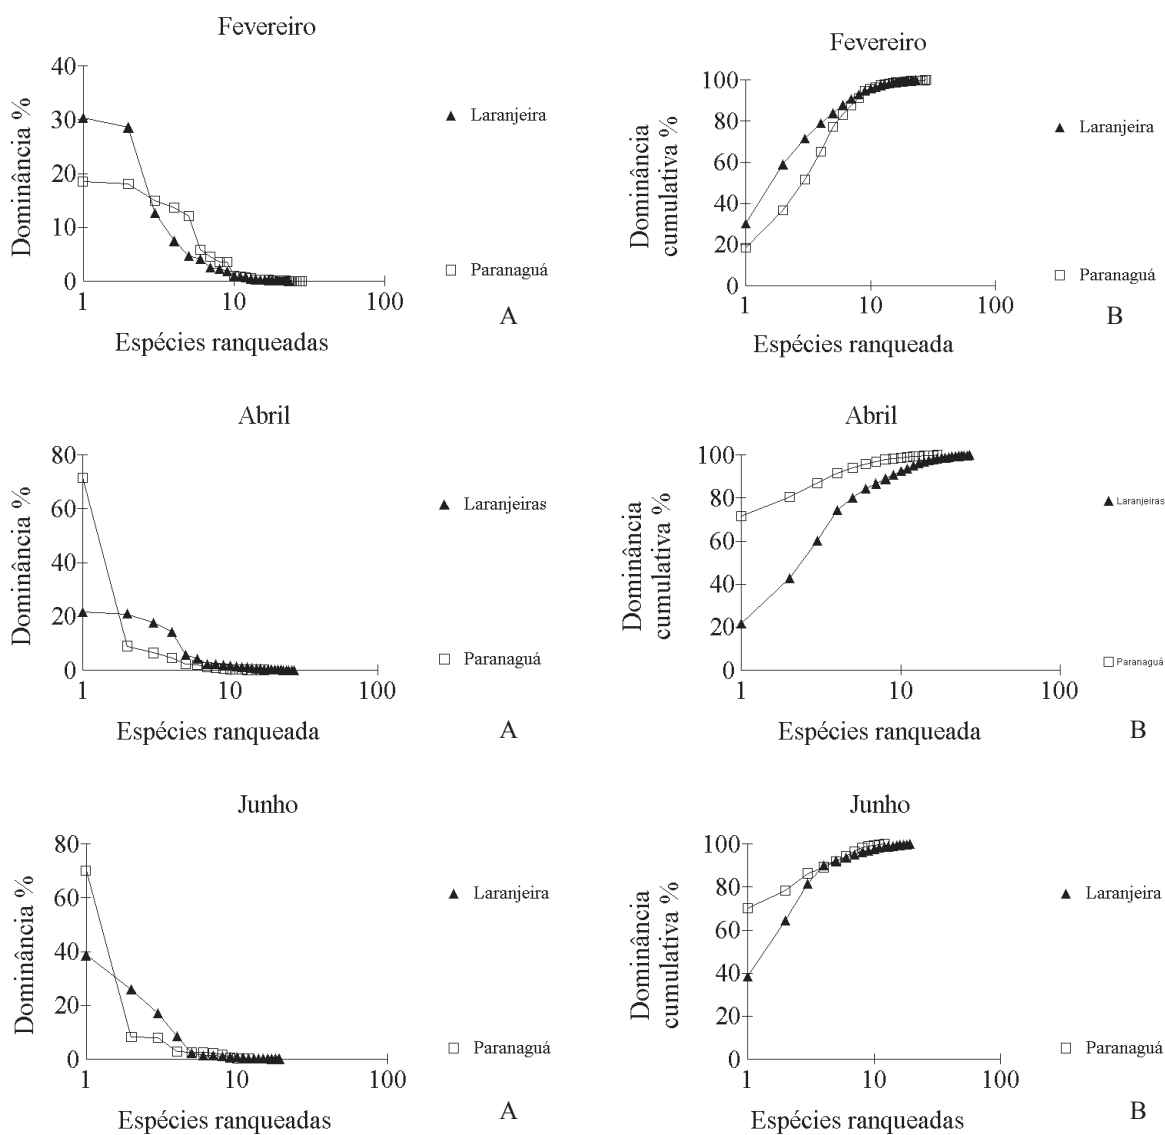 Fevereiro
40
30
20
10
0
1
10
100
Dominância %
Espécies ranqueadas
Laranjeira
Paranaguá
A
Fevereiro
100
80
60
40
20
0
1
10
100
Dominância
cumulativa %
Espécies ranqueada
Laranjeira
Paranaguá
B
Abril
80
60
40
20
0
1
10
100
Dominância %
Espécies ranqueada
Laranjeiras
Paranaguá
A
Abril
100
80
60
40
20
0
1
10
100
Dominância
cumulativa %
Espécies ranqueada
Laranjeiras
Paranaguá
B
Junho
80
60
40
20
0
1
10
100
Dominância %
Espécies ranqueadas
Laranjeira
Paranaguá
A
Junho
100
80
60
40
20
0
1
10
100
Dominância
cumulativa %
Espécies ranqueadas
Laranjeira
Paranaguá
B